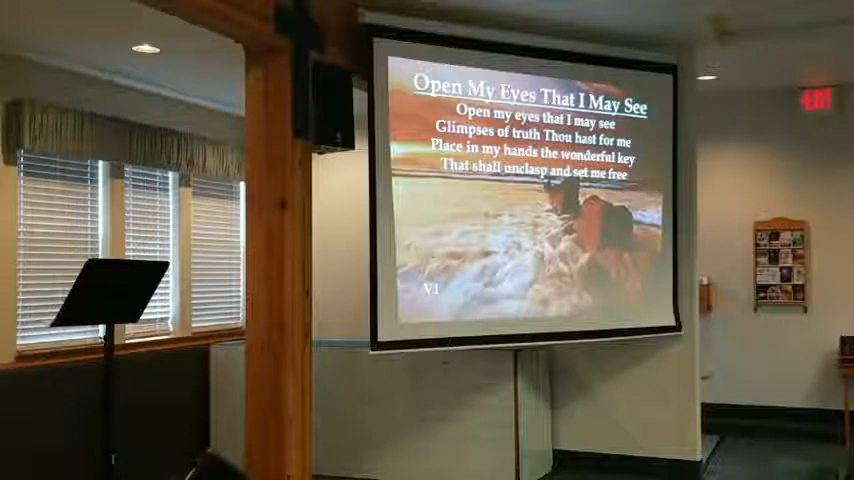 Open My Eyes That I May See
Open my eyes that I may see
Glimpses of truth Thou hast for me
Place in my hands the wonderful key
That shall unclasp and set me free
V1
EXIT